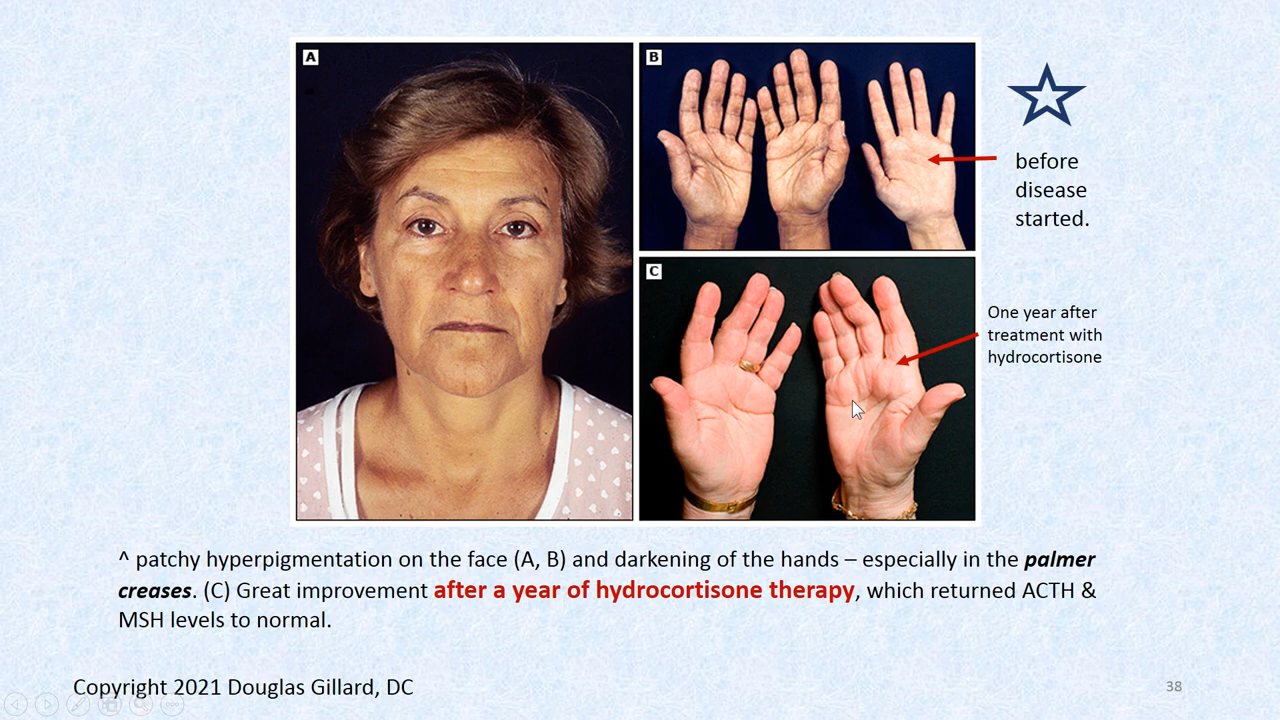 A
B
before
disease
started.
C
One year after
treatment with
hydrocortisone
^ patchy hyperpigmentation on the face (A, B) and darkening of the hands – especially in the palmer
creases. (C) Great improvement after a year of hydrocortisone therapy, which returned ACTH &
MSH levels to normal.
Copyright 2021 Douglas Gillard, DC
38